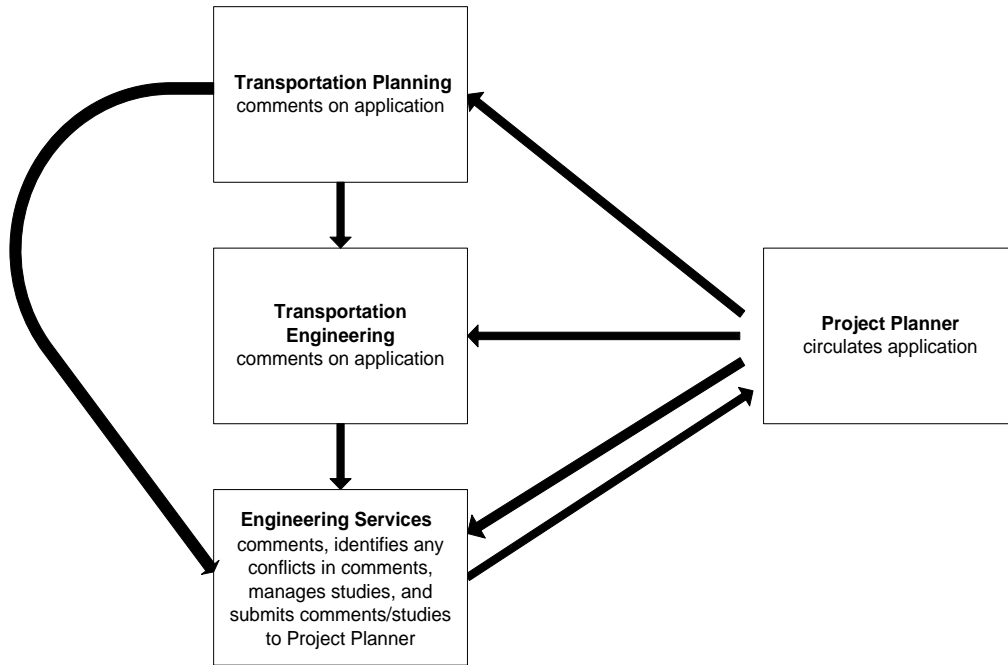 Transportation Planning
comments on application
Transportation
Engineering
comments on application
Project Planner
circulates application
Engineering Services
comments, identifies any
conflicts in comments,
manages studies, and
submits comments/studies
to Project Planner